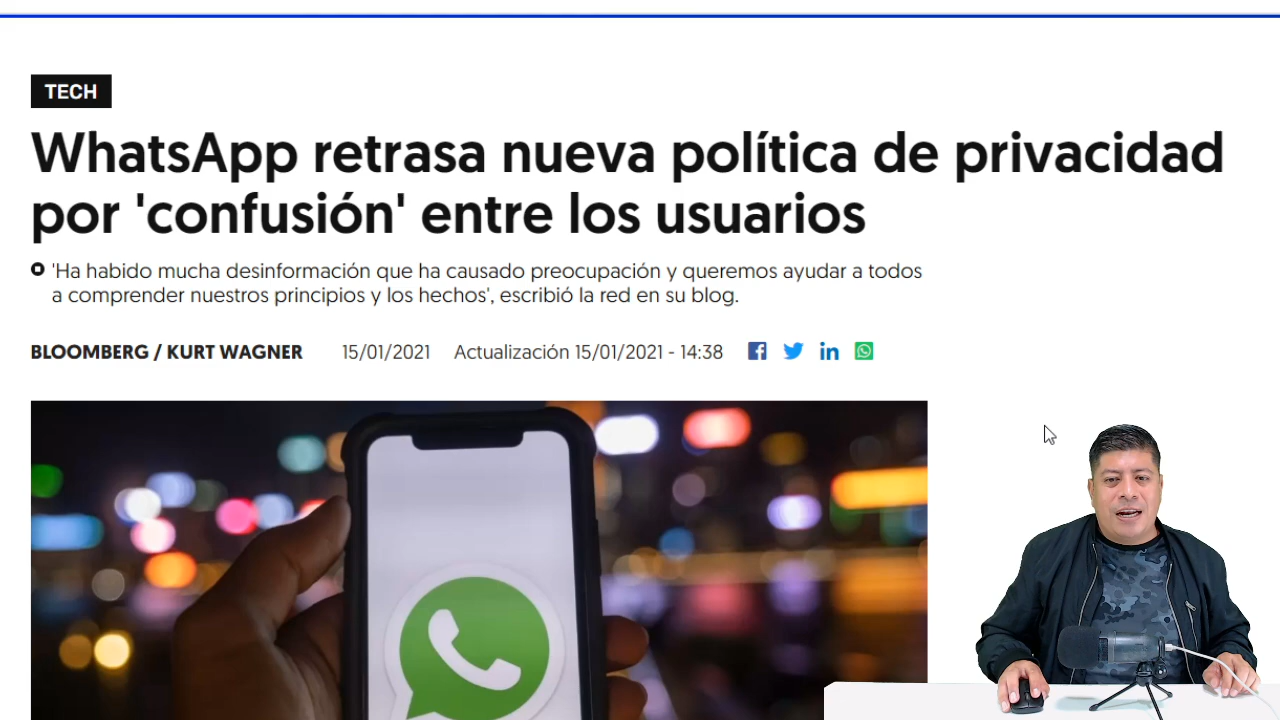 TECH
WhatsApp retrasa nueva política de privacidad
por 'confusión' entre los usuarios
'Ha habido mucha desinformación que ha causado preocupación y queremos ayudar a todos
a comprender nuestros principios y los hechos', escribió la red en su blog.
BLOOMBERG / KURT WAGNER 15/01/2021 Actualización 15/01/2021 - 14:38